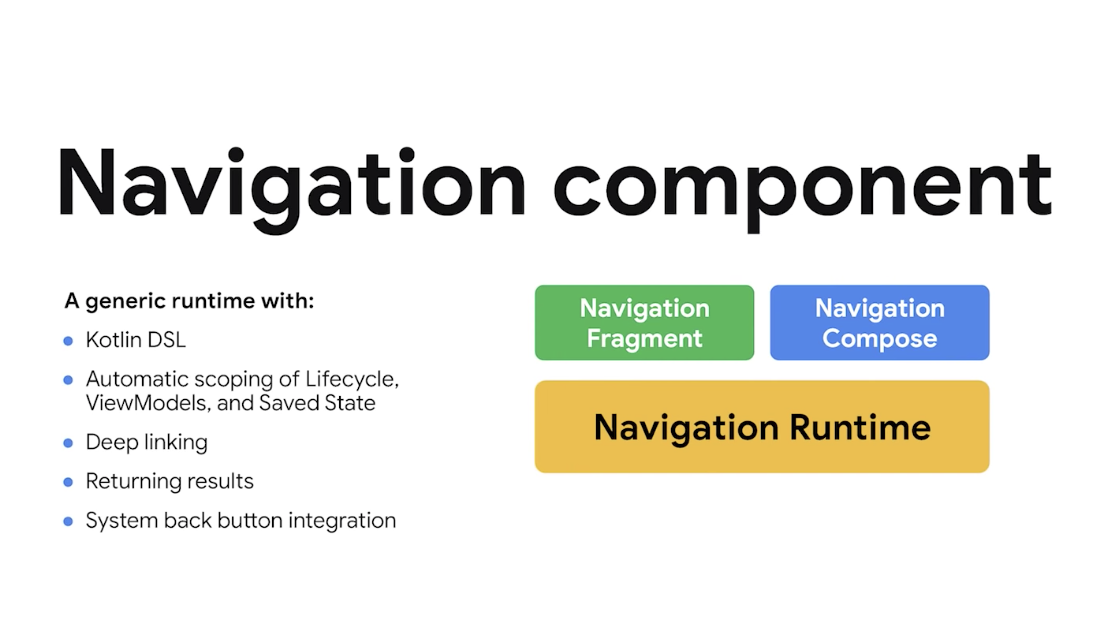 Navigation component
A generic runtime with:
Kotlin DSL
Automatic scoping of Lifecycle,
ViewModels, and Saved State
Deep linking
Returning results
System back button integration
Navigation
Fragment
Navigation
Compose
Navigation Runtime